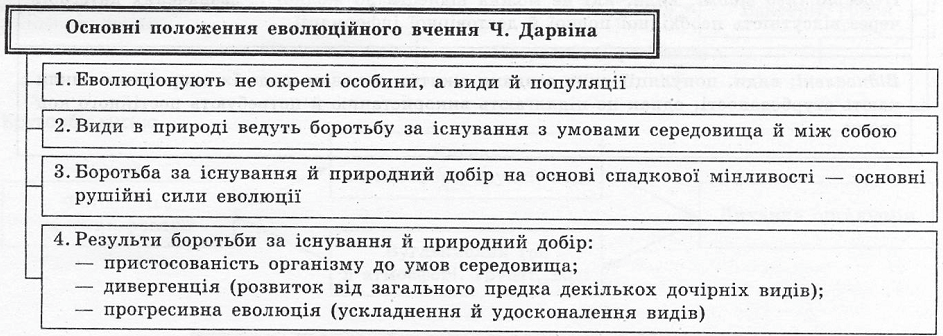 Основні положення еволюційного вчення Ч. Дарвіна
1. Еволюціонують не окремі особини, а види й популяції
2. Види в природі ведуть боротьбу за існування з умовами середовища й між собою
3. Боротьба за існування й природний добір на основі спадкової мінливості — основні
рушійні сили еволюції
4. Результи боротьби за існування й природний добір:
— пристосованість організму до умов середовища;
— дивергенція (розвиток від загального предка декількох дочірніх видів);
— прогресивна еволюція (ускладнення й удосконалення видів)